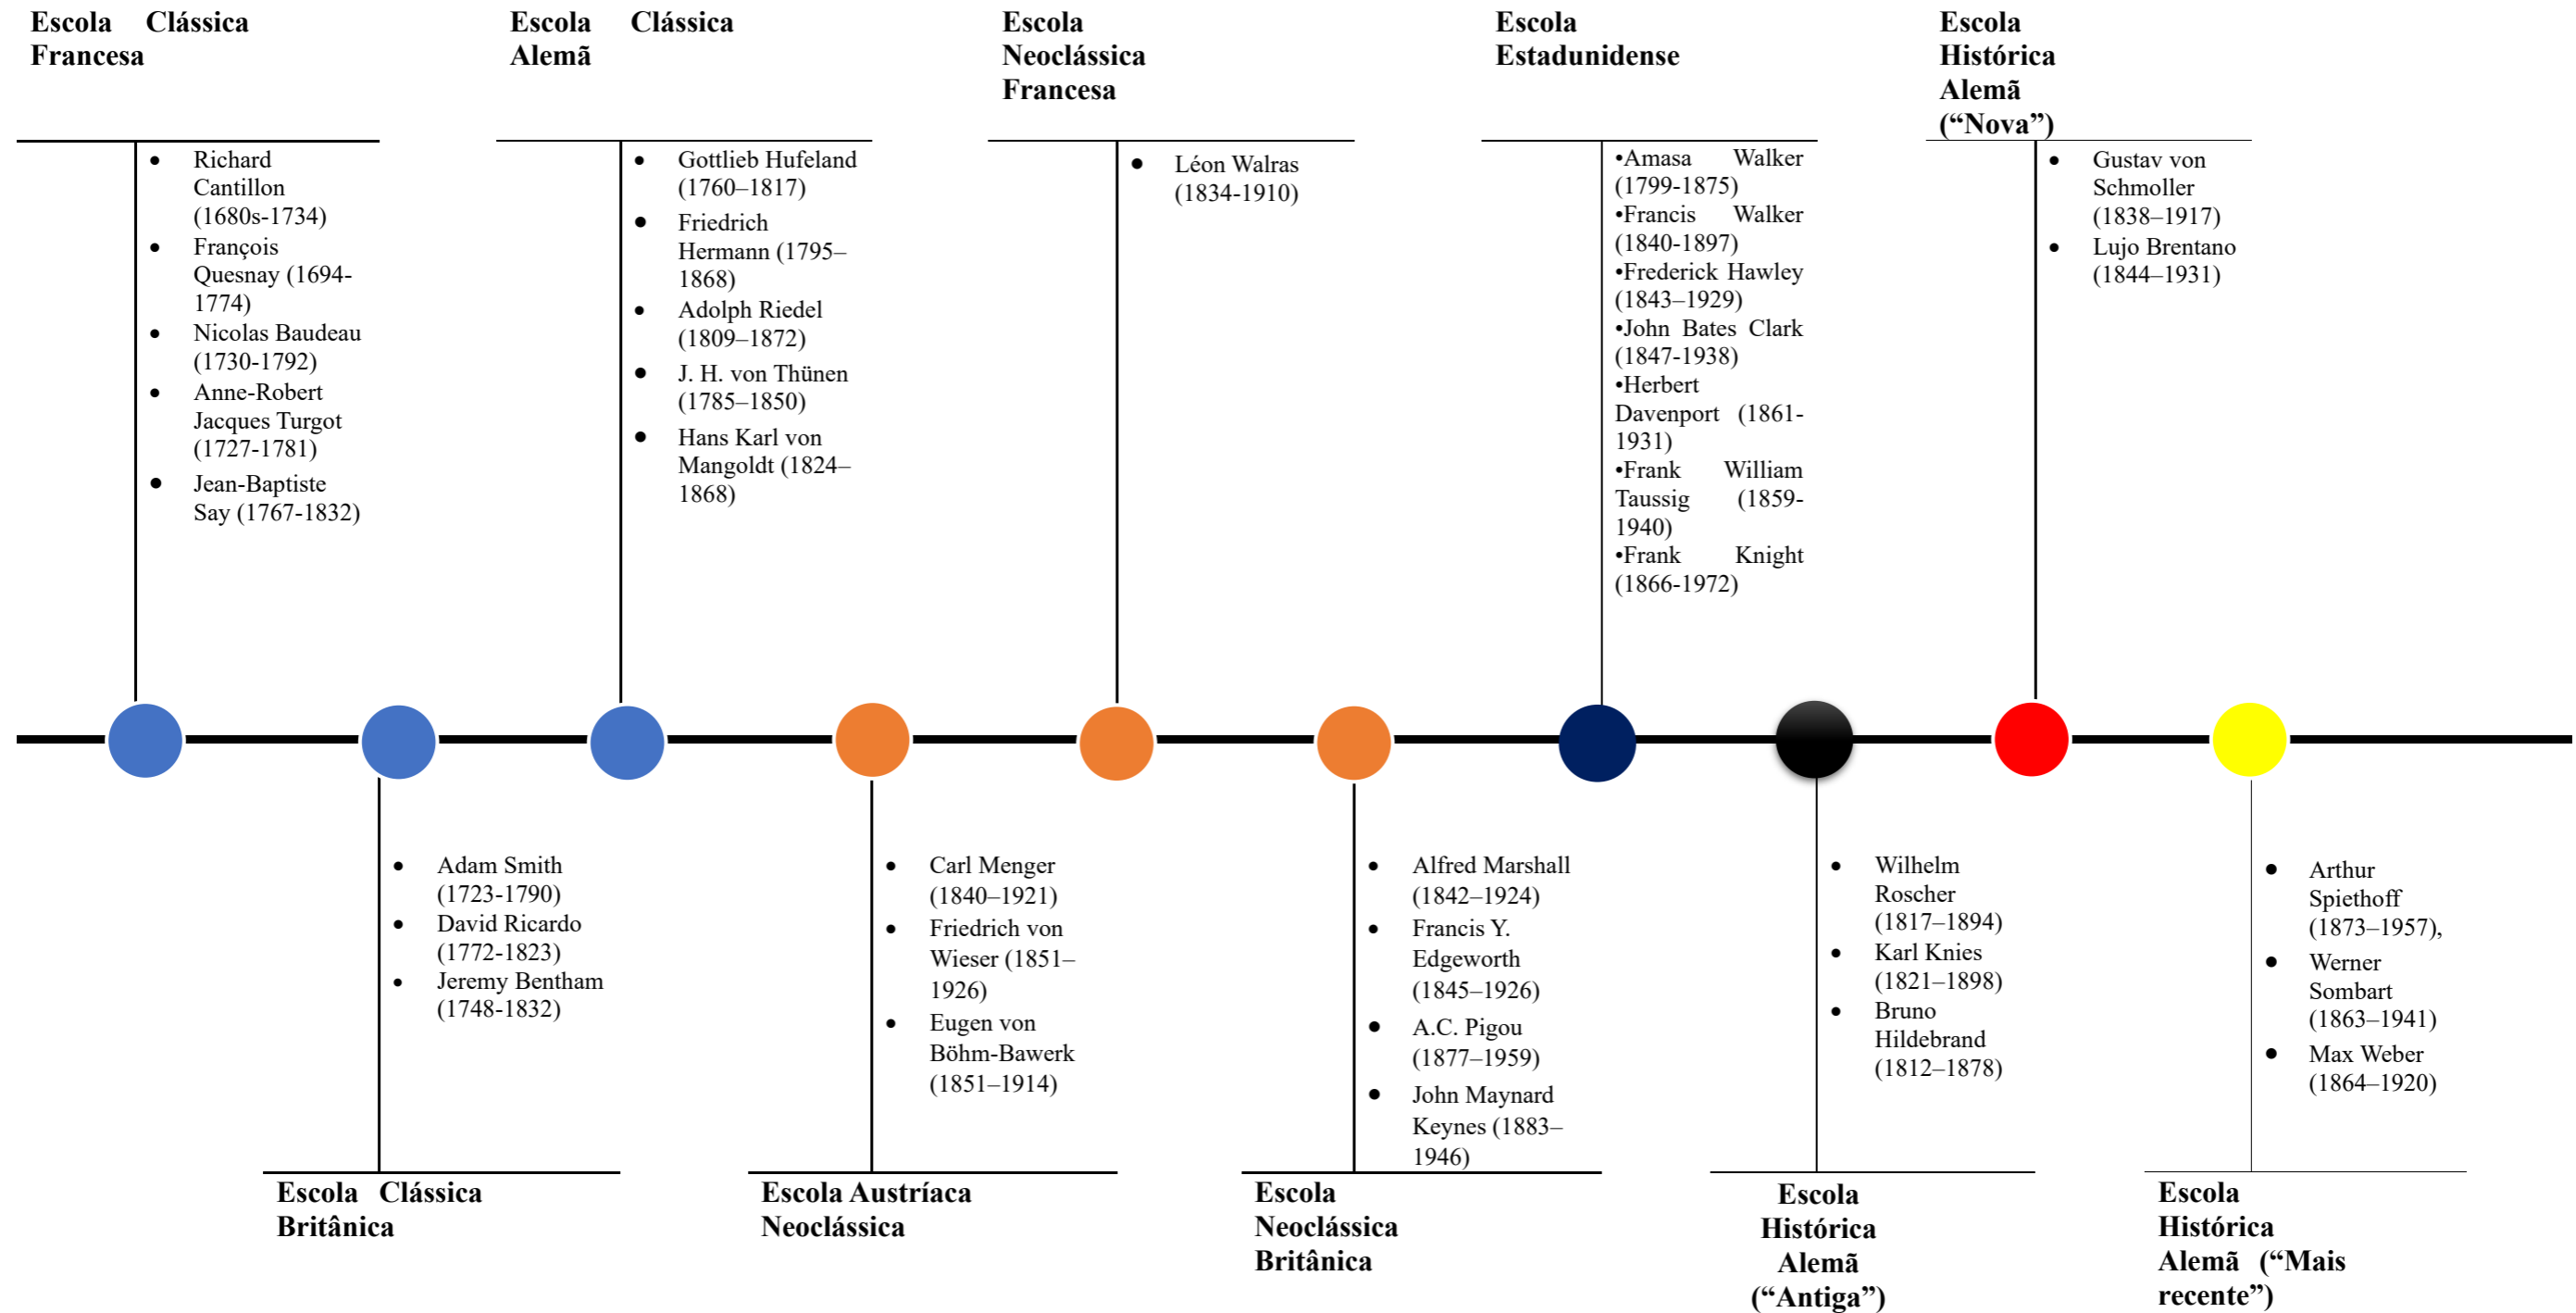 Escola Clássica
Francesa
Richard
Cantillon
(1680s-1734)
François
Quesnay (1694-
1774)
Nicolas Baudeau
(1730-1792)
Anne-Robert
Jacques Turgot
(1727-1781)
Jean-Baptiste
Say (1767-1832)
Escola Clássica
Alemã
Gottlieb Hufeland
(1760–1817)
Friedrich
Hermann (1795–
1868)
Adolph Riedel
(1809–1872)
J. H. von Thünen
(1785–1850)
Hans Karl von
Mangoldt (1824–
1868)
Escola
Neoclássica
Francesa
Léon Walras
(1834-1910)
Escola
Estadunidense
•Amasa Walker
(1799-1875)
•Francis Walker
(1840-1897)
•Frederick Hawley
(1843–1929)
•John Bates Clark
(1847-1938)
•Herbert
Davenport (1861-
1931)
•Frank William
Taussig (1859-
1940)
•Frank Knight
(1866-1972)
Escola
Histórica
Alemã
(“Nova”)
Gustav von
Schmoller
(1838–1917)
Lujo Brentano
(1844–1931)
Adam Smith
(1723-1790)
David Ricardo
(1772-1823)
Jeremy Bentham
(1748-1832)
Escola Clássica
Britânica
Carl Menger
(1840–1921)
Friedrich von
Wieser (1851–
1926)
Eugen von
Böhm-Bawerk
(1851–1914)
Escola Austríaca
Neoclássica
Alfred Marshall
(1842–1924)
Francis Y.
Edgeworth
(1845–1926)
A.C. Pigou
(1877–1959)
John Maynard
Keynes (1883–
1946)
Escola
Neoclássica
Britânica
Wilhelm
Roscher
(1817–1894)
Karl Knies
(1821–1898)
Bruno
Hildebrand
(1812–1878)
Escola
Histórica
Alemã
(“Antiga”)
Arthur
Spiethoff
(1873–1957),
Werner
Sombart
(1863–1941)
Max Weber
(1864–1920)
Escola
Histórica
Alemã (“Mais
recente”)